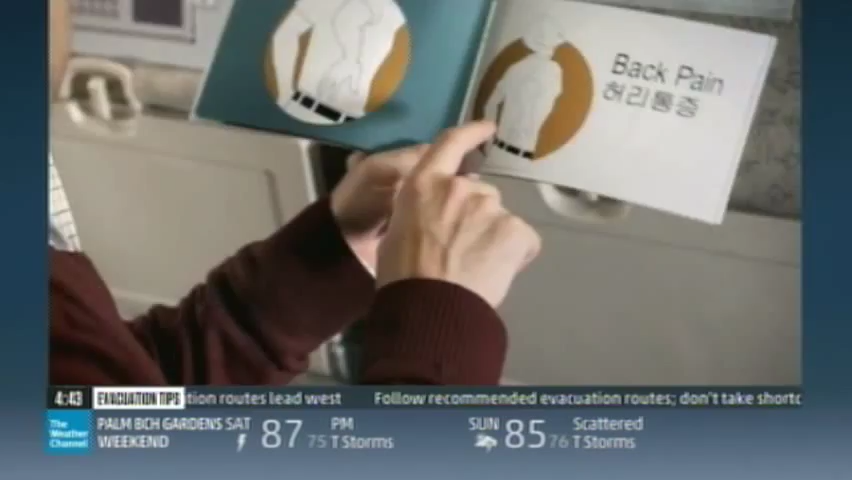 Back Pain
허리통증
4:43 EVACUATION TIPS tion routes lead west Follow recommended evacuation routes; don't take shortc
The Weather Channel
PALM BCH GARDENS
WEEKEND
SAT 87 75 PM T Storms
SUN 85 76 Scattered T Storms